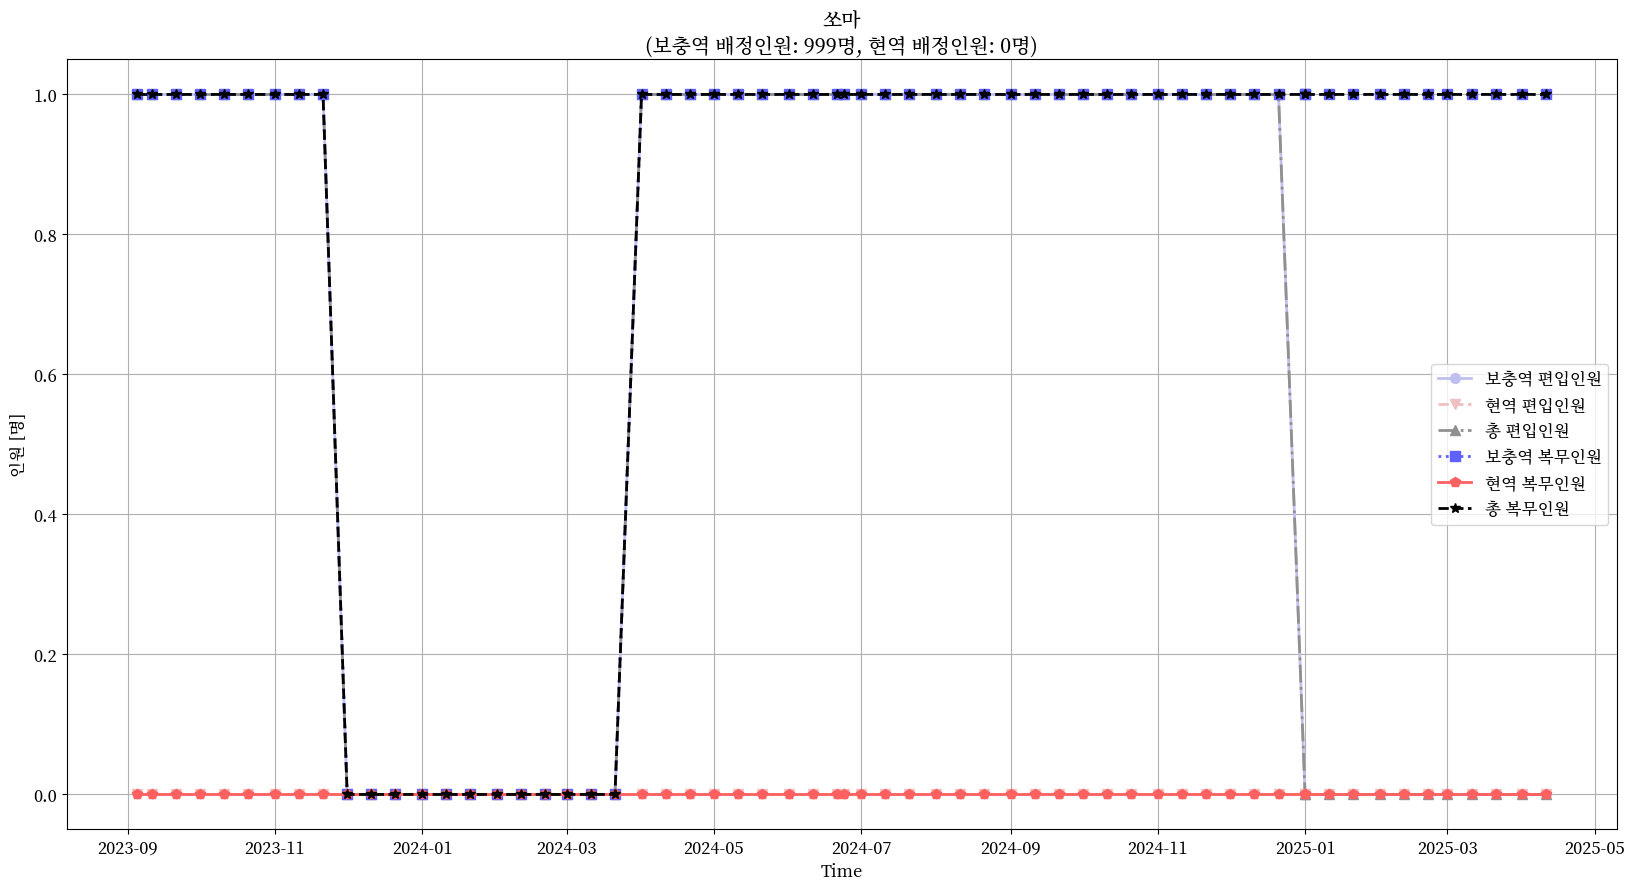 쏘마
(보충역 배정인원: 999명, 현역 배정인원: 0명)
1.0
0.8
0.6
0.4
0.2
0.0
인원 [명]
보충역 편입인원
현역 편입인원
총 편입인원
보충역 복무인원
현역 복무인원
총 복무인원
2023-09 2023-11 2024-01 2024-03 2024-05 2024-07 2024-09 2024-11 2025-01 2025-03 2025-05
Time